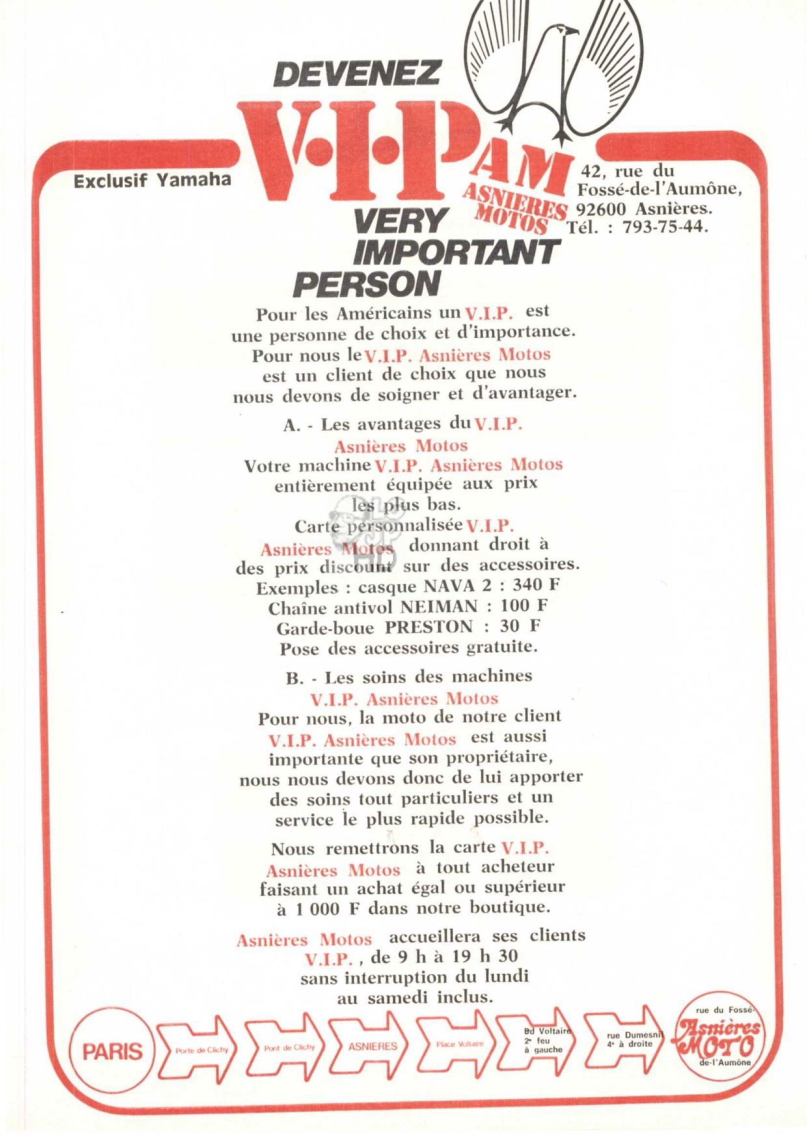 DEVENEZ
V·I·P
AM
ASNIERES
MOTOS
Exclusif Yamaha
42, rue du
Fossé-de-l'Aumône,
92600 Asnières.
Tél. : 793-75-44.
VERY
IMPORTANT
PERSON
Pour les Américains un V.I.P. est
une personne de choix et d'importance.
Pour nous le V.I.P. Asnières Motos
est un client de choix que nous
nous devons de soigner et d'avantager.
A. - Les avantages du V.I.P.
Asnières Motos
Votre machine V.I.P. Asnières Motos
entièrement équipée aux prix
les plus bas.
Carte personnalisée V.I.P.
Asnières Motos donnant droit à
des prix discount sur des accessoires.
Exemples : casque NAVA 2 : 340 F
Chaîne antivol NEIMAN : 100 F
Garde-boue PRESTON : 30 F
Pose des accessoires gratuite.
B. - Les soins des machines
V.I.P. Asnières Motos
Pour nous, la moto de notre client
V.I.P. Asnières Motos est aussi
importante que son propriétaire,
nous nous devons donc de lui apporter
des soins tout particuliers et un
service le plus rapide possible.
Nous remettrons la carte V.I.P.
Asnières Motos à tout acheteur
faisant un achat égal ou supérieur
à 1 000 F dans notre boutique.
Asnières Motos accueillera ses clients
V.I.P. , de 9 h à 19 h 30
sans interruption du lundi
au samedi inclus.
PARIS
Porte de Clichy
Pont de Clichy
ASNIERES
Place Voltaire
Bd Voltaire
2e feu
à gauche
rue Dumesnil
4e à droite
rue du Fossé-
Asnières
MOTO
de-l'Aumône